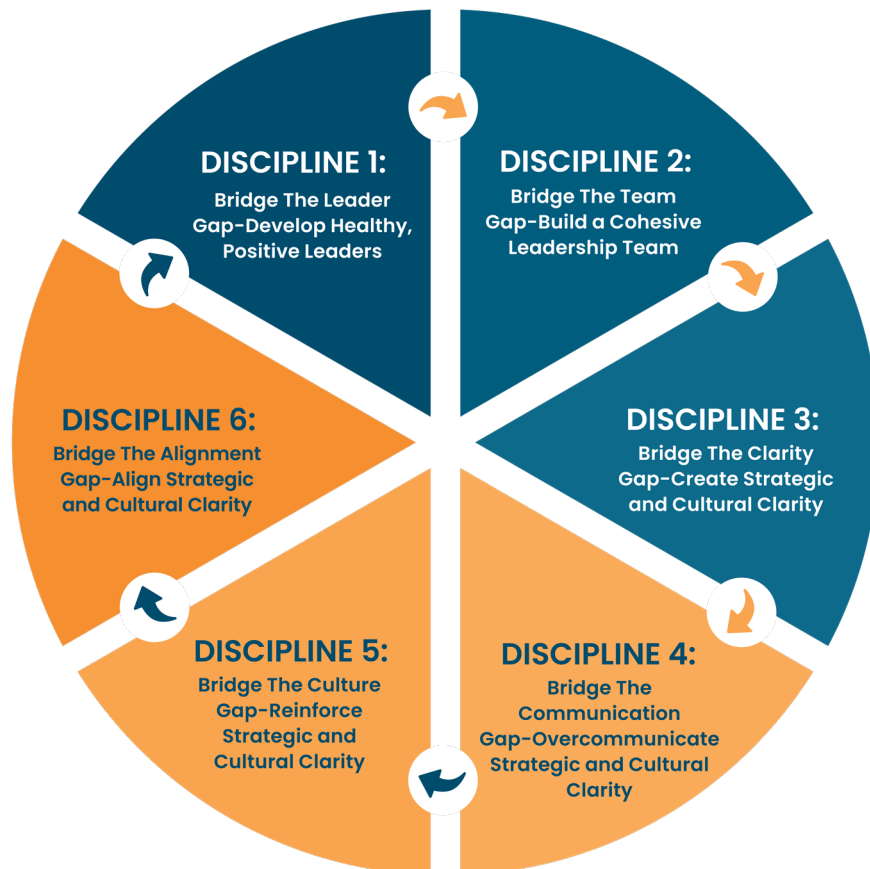 DISCIPLINE 1:
Bridge The Leader
Gap-Develop Healthy,
Positive Leaders
DISCIPLINE 2:
Bridge The Team
Gap-Build a Cohesive
Leadership Team
DISCIPLINE 3:
Bridge The Clarity
Gap-Create Strategic
and Cultural Clarity
DISCIPLINE 4:
Bridge The
Communication
Gap-Overcommunicate
Strategic and Cultural
Clarity
DISCIPLINE 5:
Bridge The Culture
Gap-Reinforce
Strategic and
Cultural Clarity
DISCIPLINE 6:
Bridge The Alignment
Gap-Align Strategic
and Cultural Clarity